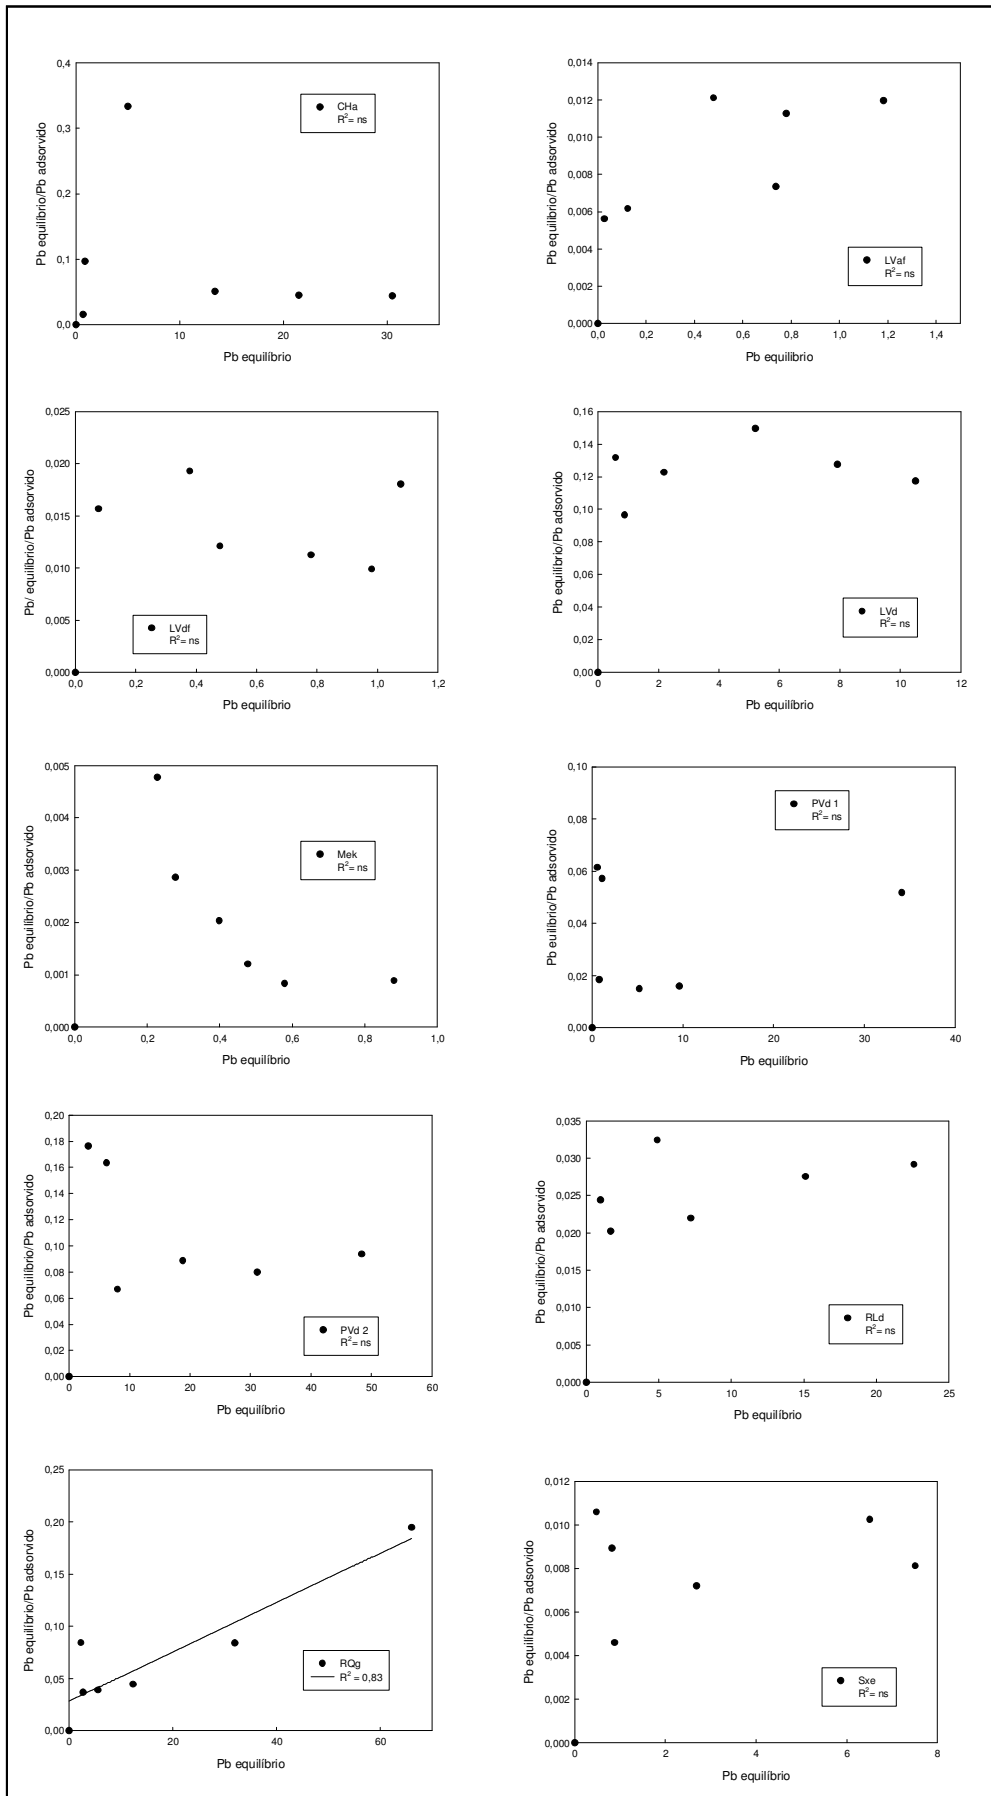 0,4
0,3
0,2
0,1
0,0
0 10 20 30
Pb equilíbrio/Pb adsorvido
Pb equilíbrio
CHa
R²= ns
0,014
0,012
0,010
0,008
0,006
0,004
0,002
0,000
0,0 0,2 0,4 0,6 0,8 1,0 1,2 1,4
Pb equilíbrio/Pb adsorvido
Pb equilíbrio
LVaf
R²= ns
0,025
0,020
0,015
0,010
0,005
0,000
0,0 0,2 0,4 0,6 0,8 1,0 1,2
Pb/ equilíbrio/Pb adsorvido
Pb equilíbrio
LVdf
R²= ns
0,16
0,14
0,12
0,10
0,08
0,06
0,04
0,02
0,00
0 2 4 6 8 10 12
Pb equilíbrio/Pb adsorvido
Pb equilíbrio
LVd
R²= ns
0,005
0,004
0,003
0,002
0,001
0,000
0,0 0,2 0,4 0,6 0,8 1,0
Pb equilíbrio/Pb adsorvido
Pb equilíbrio
Mek
R²= ns
0,10
0,08
0,06
0,04
0,02
0,00
0 10 20 30 40
Pb euilíbrio/Pb adsorvido
Pb equilíbrio
PVd 1
R²= ns
0,20
0,18
0,16
0,14
0,12
0,10
0,08
0,06
0,04
0,02
0,00
0 10 20 30 40 50 60
Pb equilíbrio/Pb adsorvido
Pb equilíbrio
PVd 2
R²= ns
0,035
0,030
0,025
0,020
0,015
0,010
0,005
0,000
0 5 10 15 20 25
Pb equilíbrio/Pb adsorvido
Pb equilíbrio
RLd
R²= ns
0,25
0,20
0,15
0,10
0,05
0,00
0 20 40 60
Pb equilíbrio/Pb adsorvido
Pb equilíbrio
RQg
R² = 0,83
0,012
0,010
0,008
0,006
0,004
0,002
0,000
0 2 4 6 8
Pb equilíbrio/Pb adsorvido
Pb equilíbrio
Sxe
R²= ns